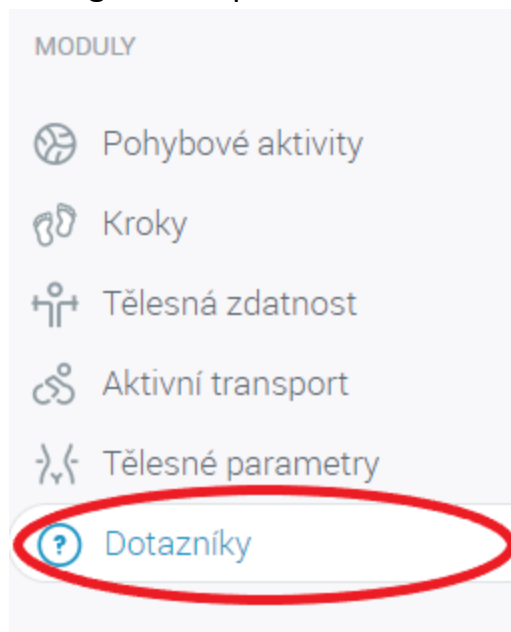 MODULY
Pohybové aktivity
Kroky
Tělesná zdatnost
Aktivní transport
Tělesné parametry
? Dotazníky